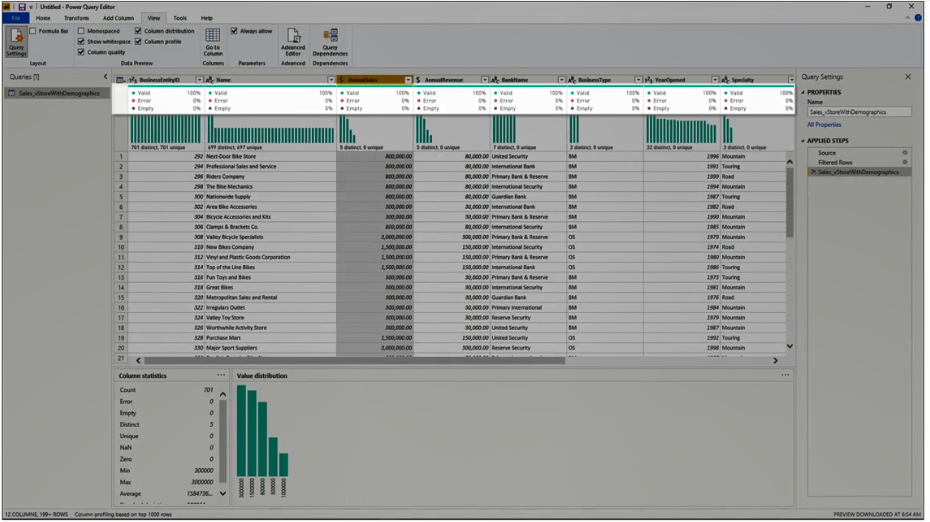 Untitled - Power Query Editor
File Home Transform Add Column View Tools Help
Query Settings
Formula Bar
Monospaced
Show whitespace
Column quality
Column distribution
Column profile
Go to Column
Always allow
Advanced Editor
Query Dependencies
Layout Data Preview Columns Parameters Advanced Dependencies
Queries [1]
Sales_vStoreWithDemographics
BusinessEntityID Name AnnualSales AnnualRevenue BankName BusinessType YearOpened Specialty
Valid 100% Valid 100% Valid 100% Valid 100% Valid 100% Valid 100% Valid 100% Valid 100%
Error 0% Error 0% Error 0% Error 0% Error 0% Error 0% Error 0% Error 0%
Empty 0% Empty 0% Empty 0% Empty 0% Empty 0% Empty 0% Empty 0% Empty 0%
701 distinct, 701 unique 699 distinct, 697 unique 5 distinct, 0 unique 5 distinct, 0 unique 7 distinct, 0 unique 3 distinct, 0 unique 32 distinct, 0 unique 3 distinct, 0 unique
1 292 Next-Door Bike Store 800,000.00 80,000.00 United Security BM 1996 Mountain
2 294 Professional Sales and Service 800,000.00 80,000.00 International Bank BM 1991 Touring
3 296 Riders Company 800,000.00 80,000.00 Primary Bank & Reserve BM 1999 Road
4 298 The Bike Mechanics 800,000.00 80,000.00 International Security BM 1994 Mountain
5 300 Nationwide Supply 800,000.00 80,000.00 Guardian Bank BM 1987 Touring
6 302 Area Bike Accessories 300,000.00 30,000.00 International Bank BM 1982 Road
7 304 Bicycle Accessories and Kits 300,000.00 30,000.00 Primary Bank & Reserve BM 1990 Mountain
8 306 Clamps & Brackets Co. 800,000.00 80,000.00 International Security BM 1985 Mountain
9 308 Valley Bicycle Specialists 3,000,000.00 300,000.00 Primary Bank & Reserve OS 1979 Mountain
10 310 New Bikes Company 1,500,000.00 150,000.00 International Security OS 1974 Road
11 312 Vinyl and Plastic Goods Corporation 1,500,000.00 150,000.00 Primary Bank & Reserve OS 1980 Mountain
12 314 Top of the Line Bikes 1,500,000.00 150,000.00 International Bank OS 1986 Touring
13 316 Fun Toys and Bikes 300,000.00 30,000.00 Primary Bank & Reserve BM 1973 Touring
14 318 Great Bikes 300,000.00 30,000.00 International Security BM 1981 Mountain
15 320 Metropolitan Sales and Rental 300,000.00 30,000.00 Guardian Bank BM 1976 Road
16 322 Irregulars Outlet 300,000.00 30,000.00 Primary International BM 1984 Mountain
17 324 Valley Toy Store 300,000.00 30,000.00 Reserve Security BM 1979 Mountain
18 326 Worthwhile Activity Store 300,000.00 30,000.00 United Security BM 1987 Mountain
19 328 Purchase Mart 1,500,000.00 150,000.00 United Security OS 1992 Touring
20 330 Major Sport Suppliers 3,000,000.00 300,000.00 Reserve Security OS 1998 Mountain
21
Column statistics
Count 701
Error 0
Empty 0
Distinct 5
Unique 0
NaN 0
Zero 0
Min 300000
Max 3000000
Average 1584736...
Value distribution
3000000 1500000 800000 300000 1000000
Query Settings
PROPERTIES
Name
Sales_vStoreWithDemographics
All Properties
APPLIED STEPS
Source
Filtered Rows
Sales_vStoreWithDemographics
12 COLUMNS, 199+ ROWS Column profiling based on top 1000 rows
PREVIEW DOWNLOADED AT 6:54 AM